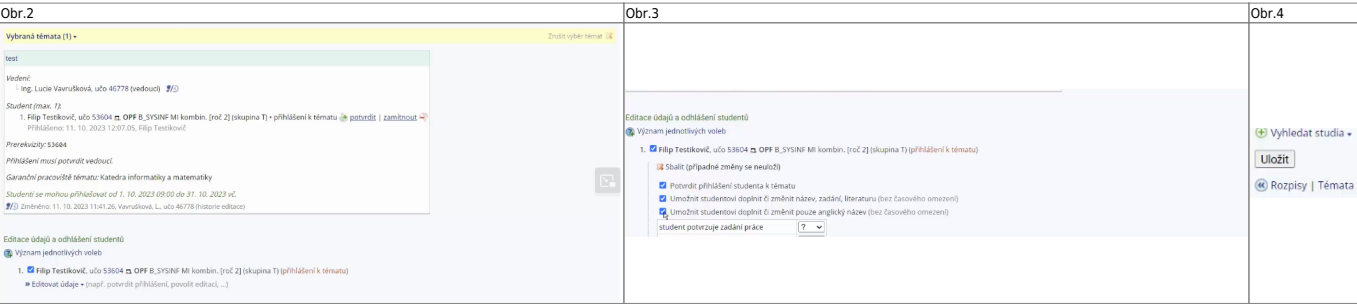 Obr.2
Vybraná témata (1)
Zrušit výběr témat
test
Vedení:
Ing. Lucie Vavrušková, učo 46778 (vedoucí)
Student (max. 1):
1. Filip Testikovič, učo 53604 OPF B_SYSINF MI kombin. [roč 2] (skupina T) • přihlášení k tématu potvrdit | zamítnout
Přihlášeno: 11. 10. 2023 12:07.05, Filip Testikovič
Prerekvizity: 53604
Přihlášení musí potvrdit vedoucí.
Garanční pracoviště tématu: Katedra informatiky a matematiky
Studenti se mohou přihlašovat od 1. 10. 2023 09:00 do 31. 10. 2023 vč.
Změněno: 11. 10. 2023 11:41.26, Vavrušková, L., učo 46778 (historie editace)
Editace údajů a odhlášení studentů
Význam jednotlivých voleb
1. Filip Testikovič, učo 53604 OPF B_SYSINF MI kombin. [roč 2] (skupina T) (přihlášení k tématu)
» Editovat údaje (např. potvrdit přihlášení, povolit editaci, ...)
Obr.3
Editace údajů a odhlášení studentů
Význam jednotlivých voleb
1. Filip Testikovič, učo 53604 OPF B_SYSINF MI kombin. [roč 2] (skupina T) (přihlášení k tématu)
Sbalit (případné změny se neuloží)
Potvrdit přihlášení studenta k tématu
Umožnit studentovi doplnit či změnit název, zadání, literaturu (bez časového omezení)
Umožnit studentovi doplnit či změnit pouze anglický název (bez časového omezení)
student potvrzuje zadání práce ?
Obr.4
Vyhledat studia
Uložit
Rozpisy | Témata